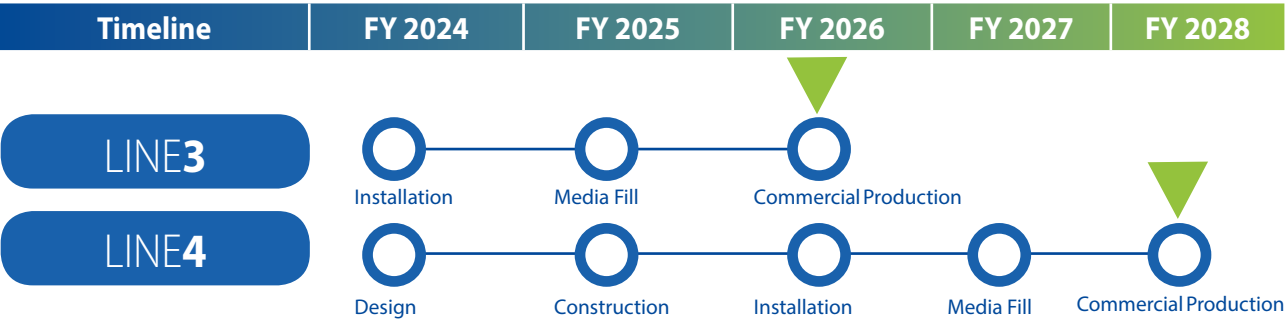 Timeline FY 2024 FY 2025 FY 2026 FY 2027 FY 2028
LINE3
Installation Media Fill Commercial Production
LINE4
Design Construction Installation Media Fill Commercial Production